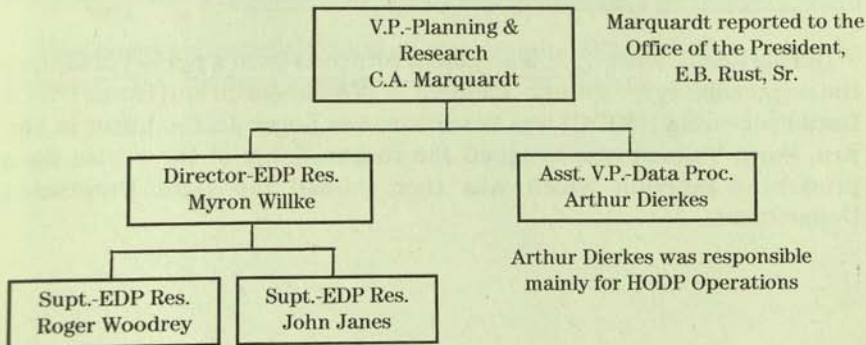 V.P.-Planning &
Research
C.A. Marquardt
Marquardt reported to the
Office of the President,
E.B. Rust, Sr.
Director-EDP Res.
Myron Willke
Asst. V.P.-Data Proc.
Arthur Dierkes
Arthur Dierkes was responsible
mainly for HODP Operations
Supt.-EDP Res.
Roger Woodrey
Supt.-EDP Res.
John Janes